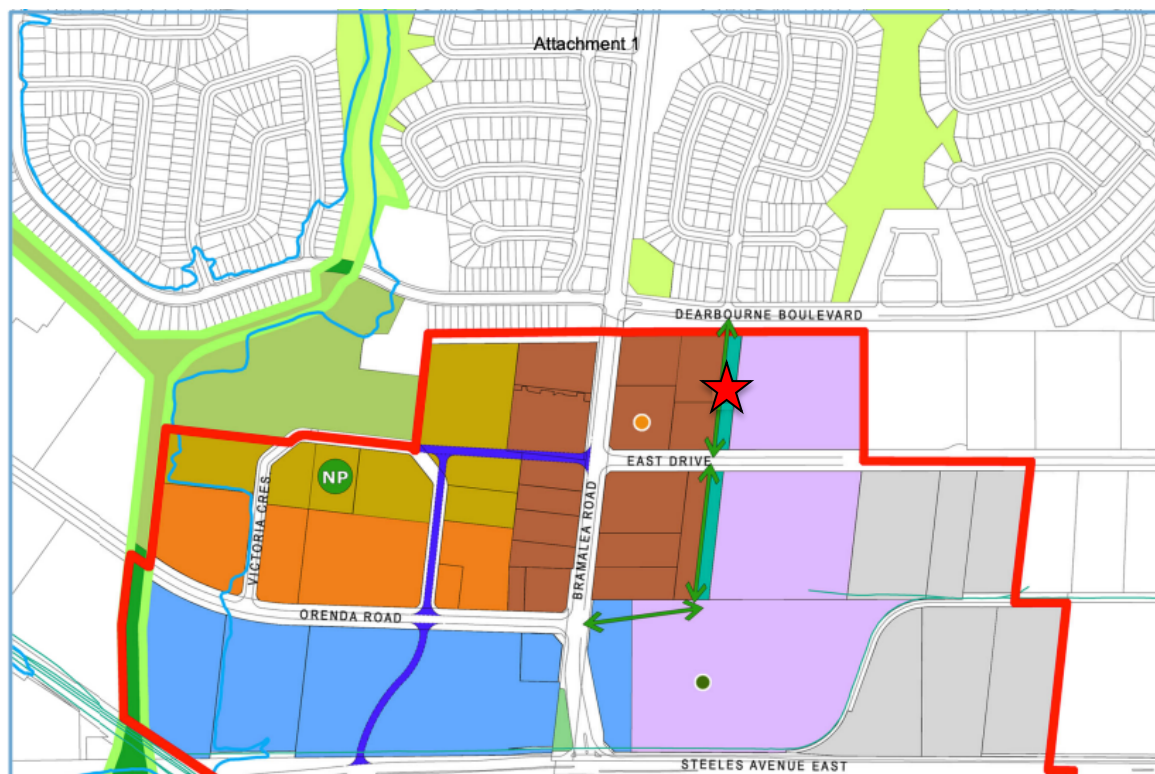 Attachment 1
DEARBOURNE BOULEVARD
EAST DRIVE
NP
VICTORIA CRES
BRAMALEA ROAD
ORENDA ROAD
STEELES AVENUE EAST